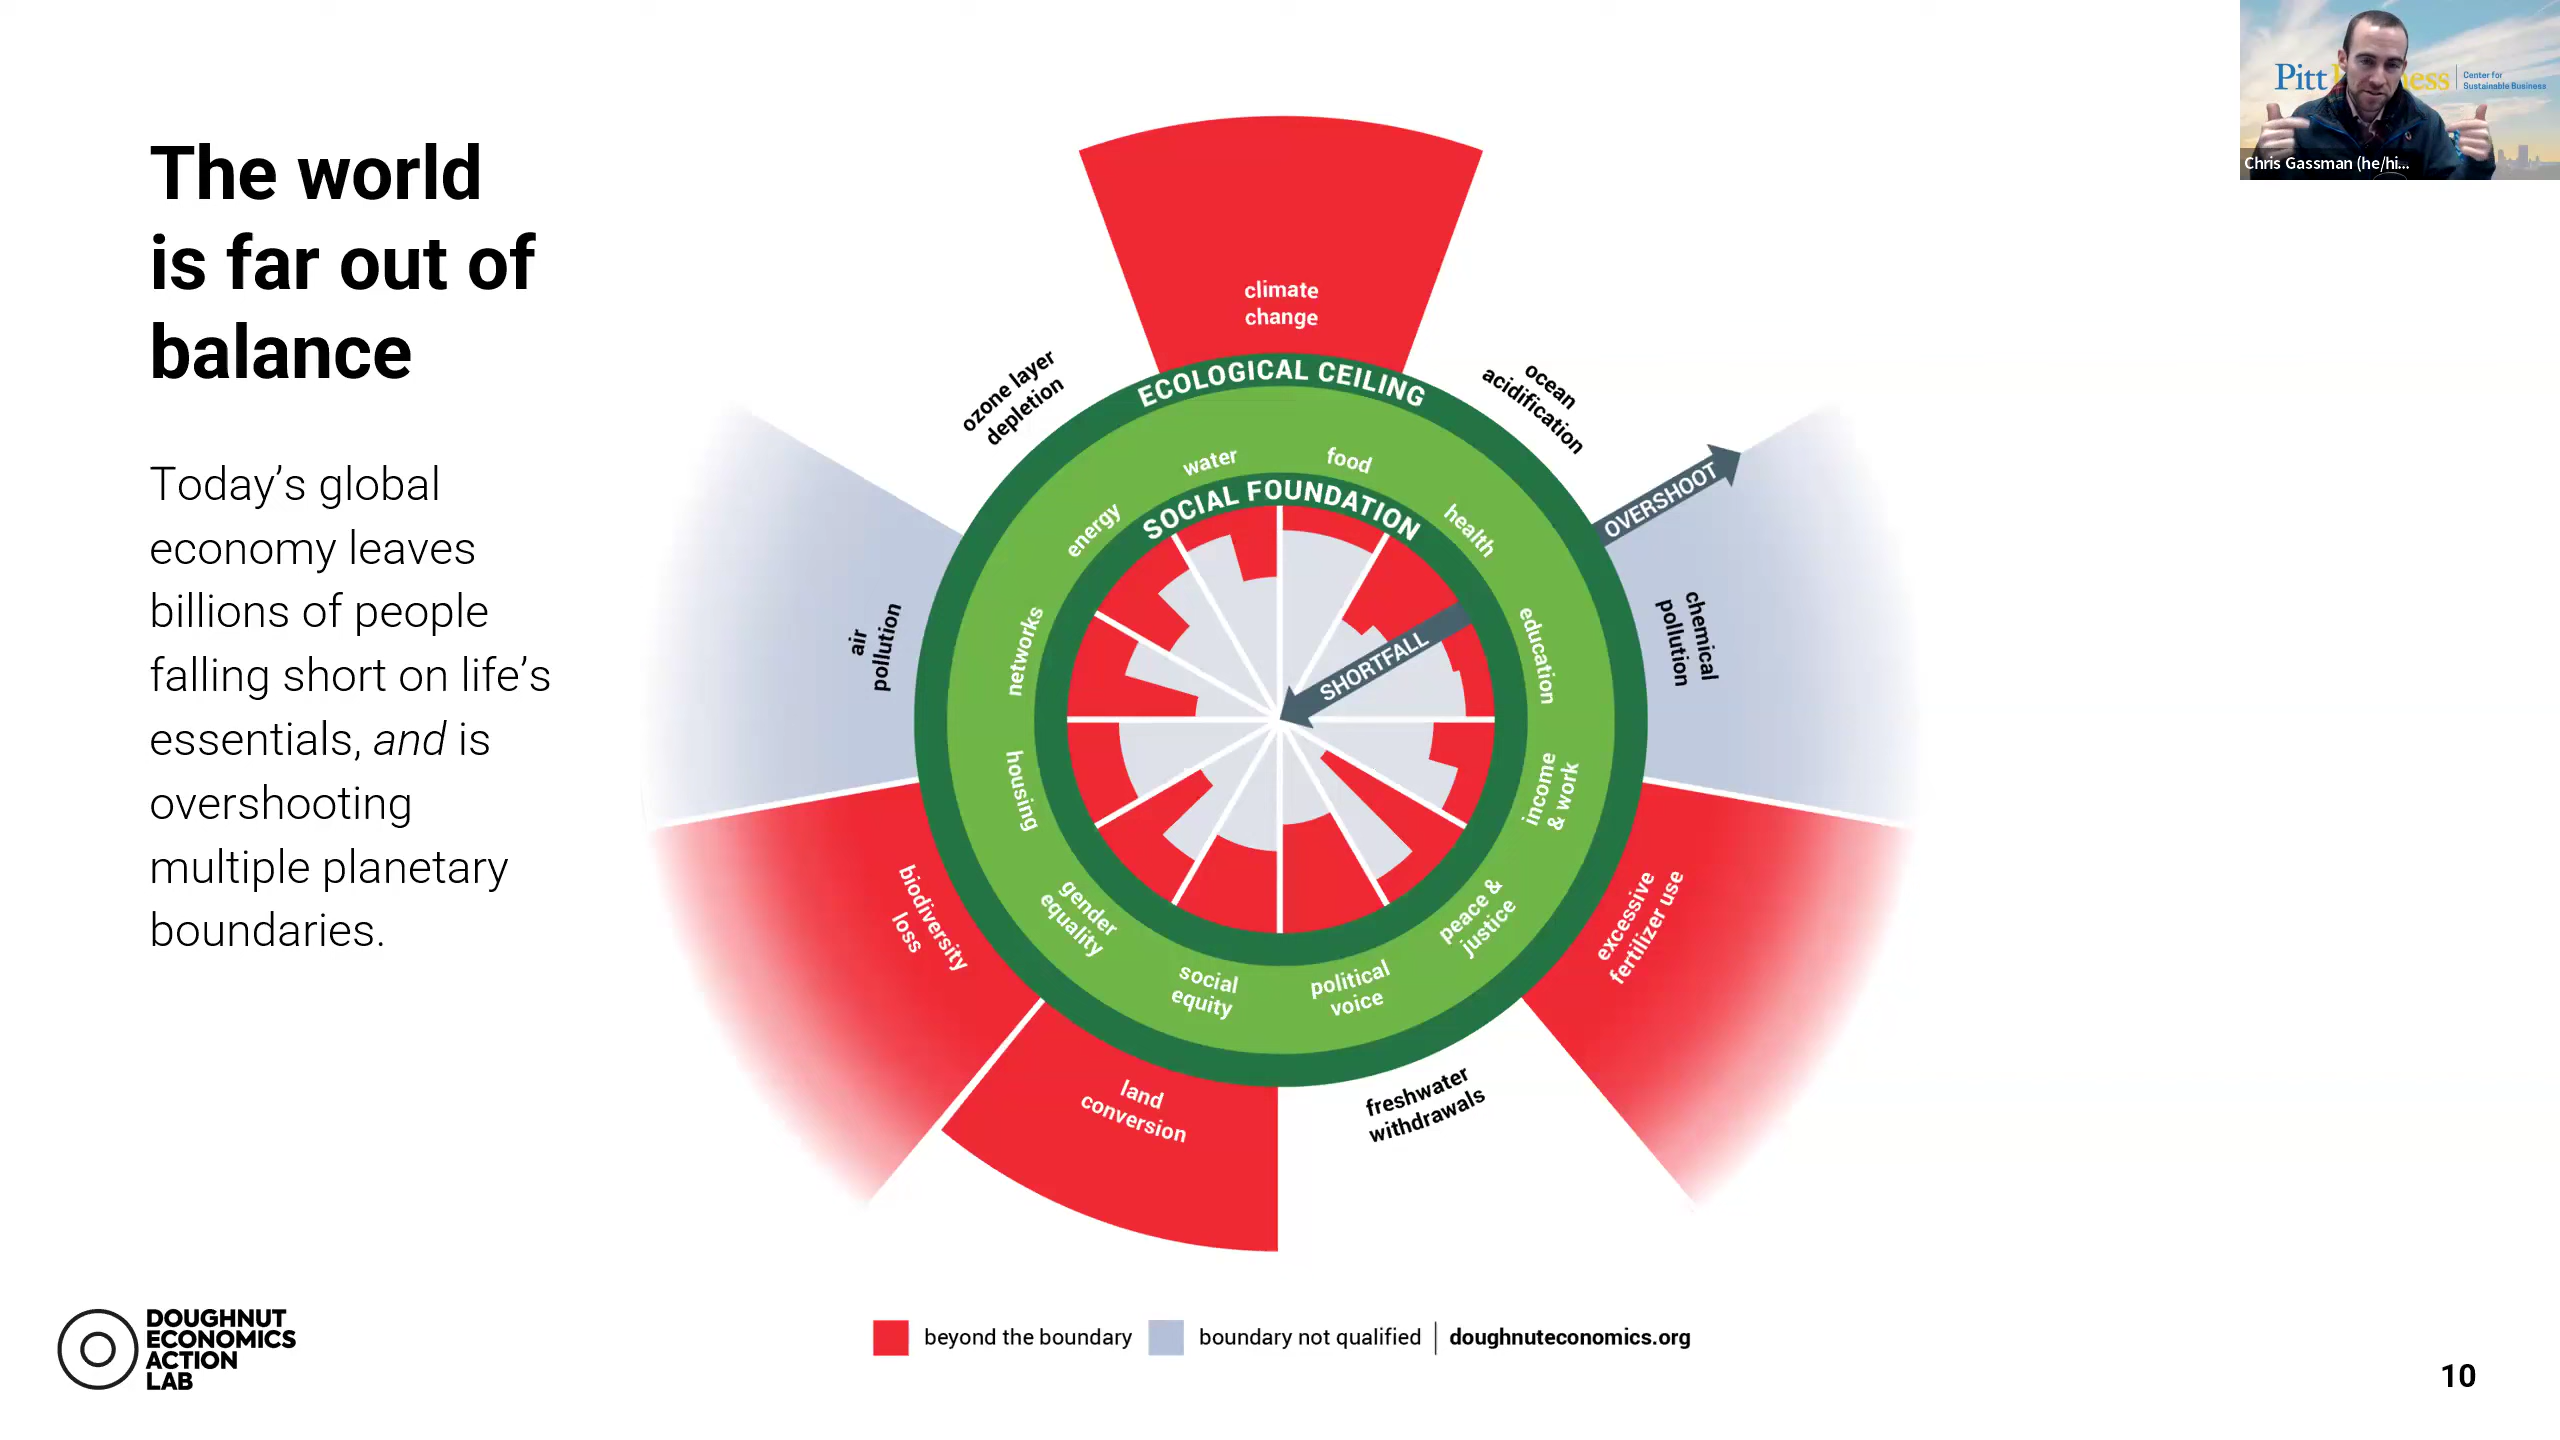 The world
is far out of
balance
Today’s global
economy leaves
billions of people
falling short on life’s
essentials, and is
overshooting
multiple planetary
boundaries.
climate
change
ECOLOGICAL CEILING
ozone layer
depletion
ocean
acidification
water
food
SOCIAL FOUNDATION
energy
health
OVERSHOOT
networks
education
SHORTFALL
air
pollution
chemical
pollution
housing
income
& work
biodiversity
loss
gender
equality
peace &
justice
excessive
fertilizer use
social
equity
political
voice
land
conversion
freshwater
withdrawals
beyond the boundary
boundary not qualified
doughnuteconomics.org
DOUGHNUT
ECONOMICS
ACTION
LAB
10
Pitt
ess
Center for
Sustainable Business
Chris Gassman (he/hi...